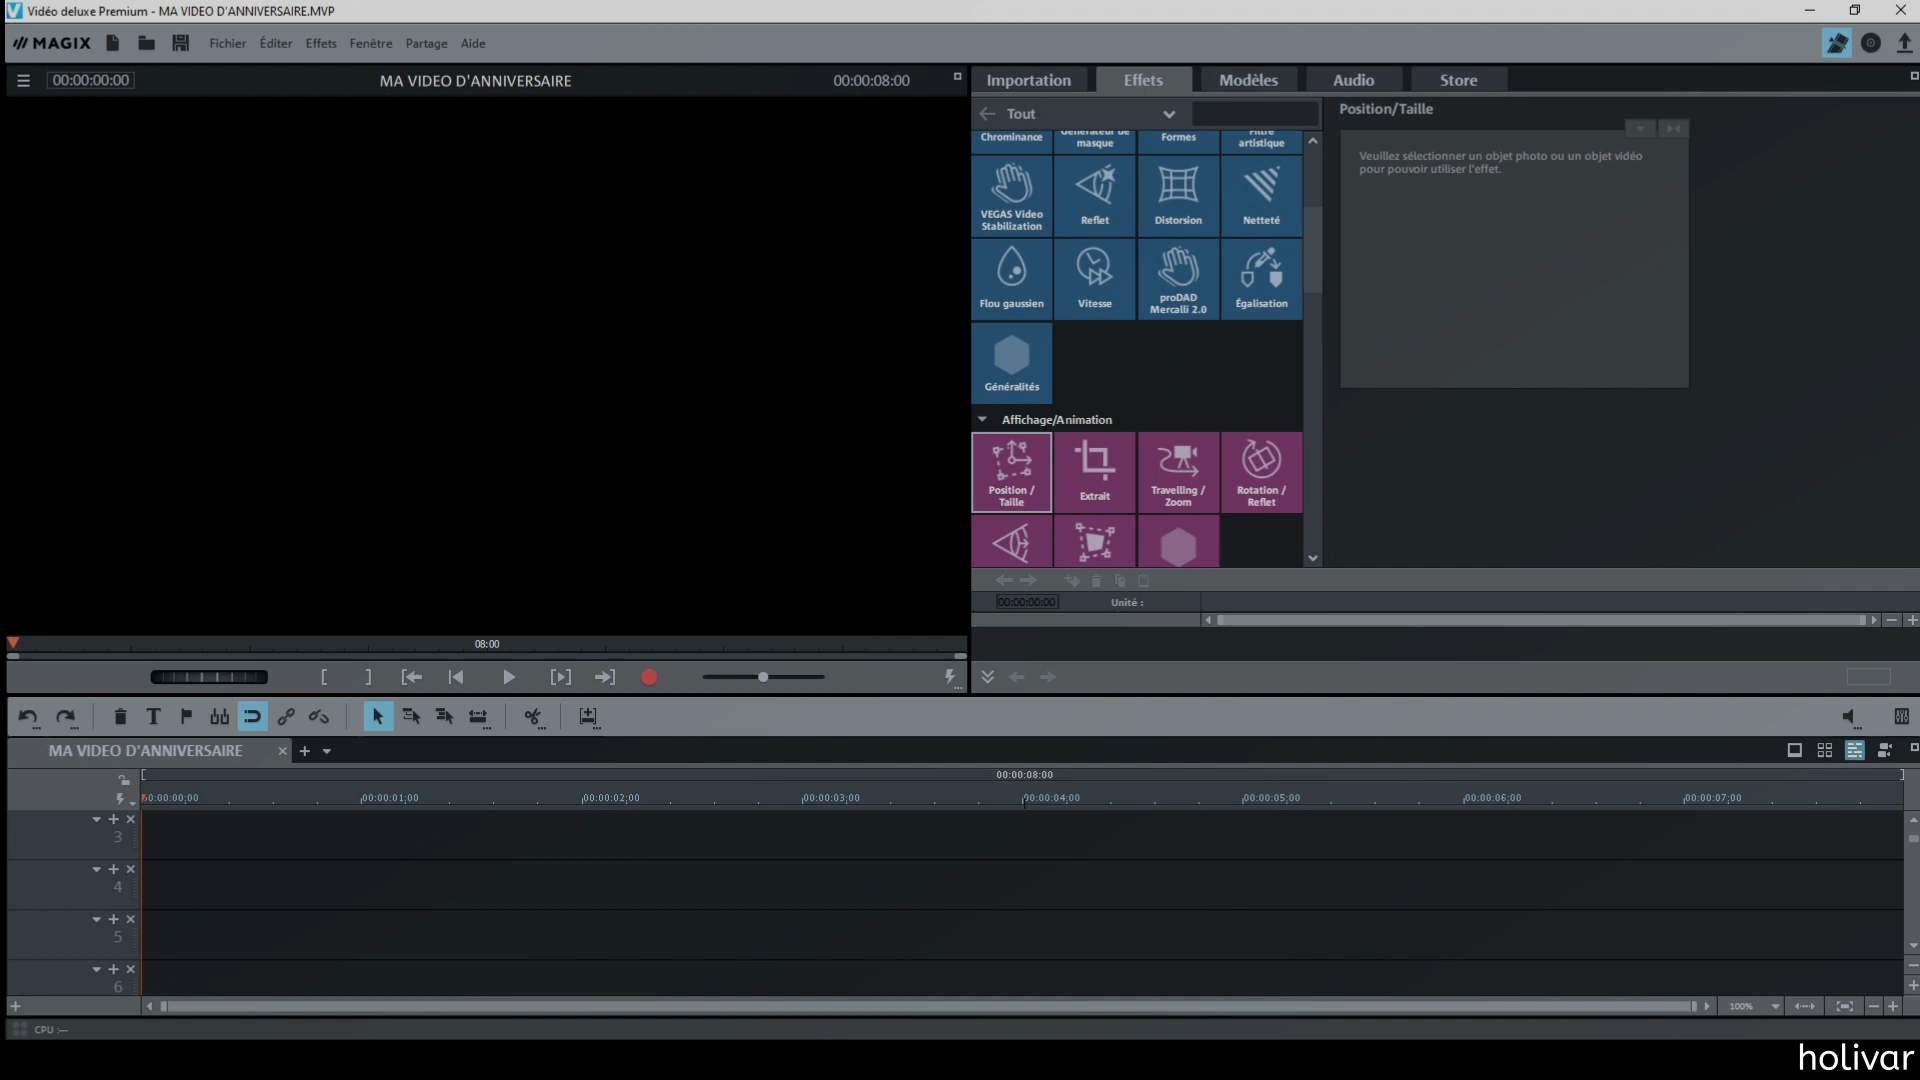 Vidéo deluxe Premium - MA VIDEO D'ANNIVERSAIRE.MVP
MAGIX
Fichier Éditer Effets Fenêtre Partage Aide
00:00:00:00
MA VIDEO D'ANNIVERSAIRE
00:00:08:00
Importation Effets Modèles Audio Store
Tout
Position/Taille
Chrominance
Générateur de masque
Formes
Filtre artistique
Veuillez sélectionner un objet photo ou un objet vidéo
pour pouvoir utiliser l'effet.
VEGAS Video
Stabilization
Reflet
Distorsion
Netteté
Flou gaussien
Vitesse
proDAD
Mercalli 2.0
Égalisation
Généralités
Affichage/Animation
Position /
Taille
Extrait
Travelling /
Zoom
Rotation /
Reflet
00:00:00:00
Unité :
08:00
MA VIDEO D'ANNIVERSAIRE
00:00:08:00
00:00:00;00 00:00:01;00 00:00:02;00 00:00:03;00 00:00:04;00 00:00:05;00 00:00:06;00 00:00:07;00
3
4
5
6
100%
CPU :—
holivar